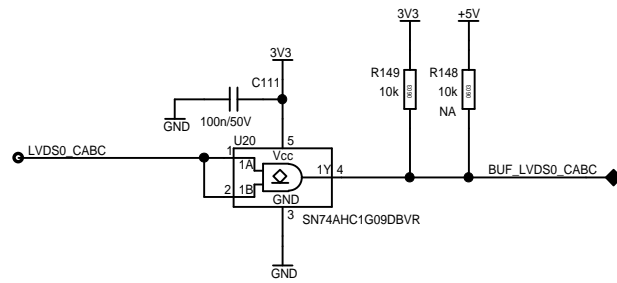 3V3
+5V
3V3
R149
10k
0603
R148
10k
0603
NA
C111
100n/50V
GND
U20
LVDS0_CABC
1
5
Vcc
1A
1Y
4
BUF_LVDS0_CABC
2
1B
GND
3
SN74AHC1G09DBVR
GND